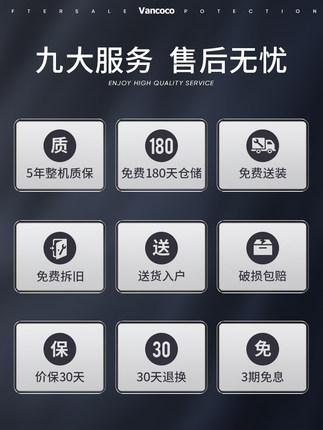 FTERSALE Vancoco POTECTION
九大服务 售后无忧
ENJOY HIGH QUALITY SERVICE
质 180
5年整机质保 免费180天仓储 免费送装
送
免费拆旧 送货入户 破损包赔
保 30 免
价保30天 30天退换 3期免息